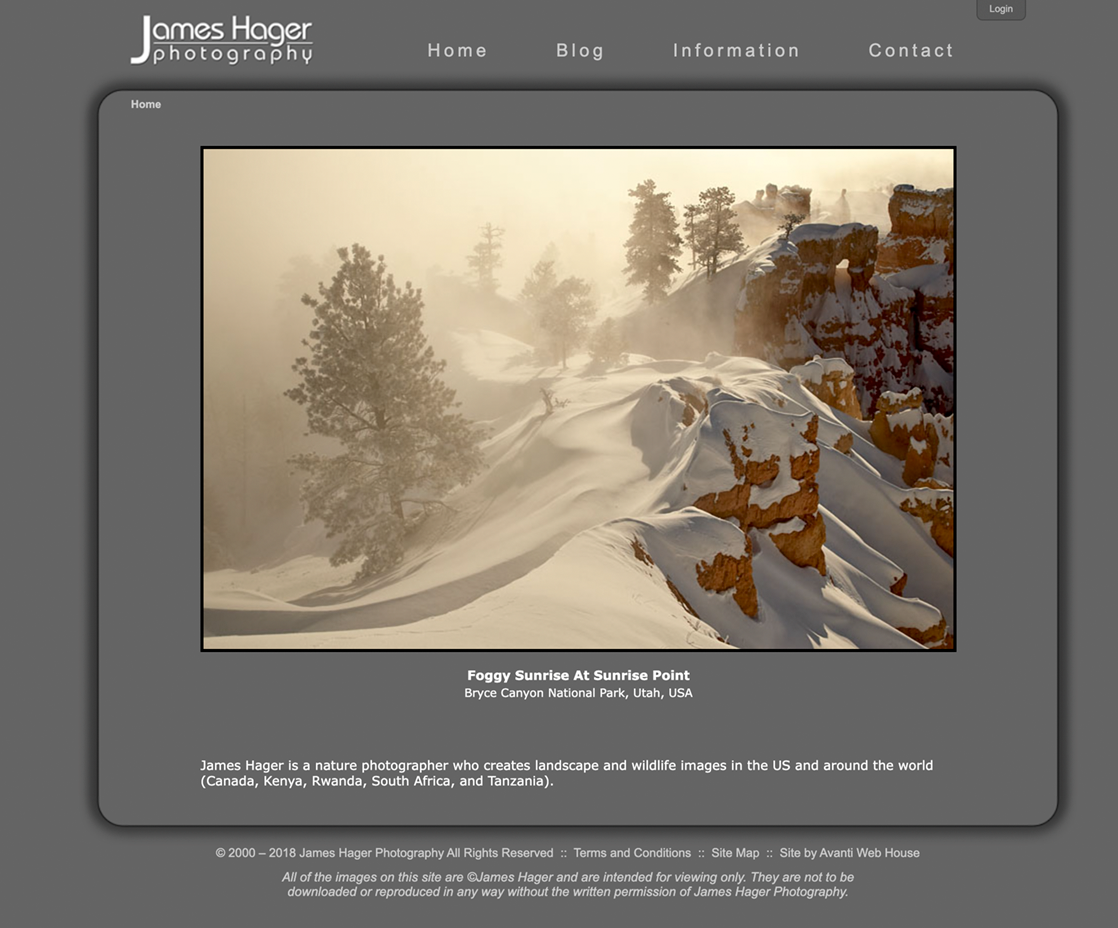 James Hager
photography
Login
Home
Blog
Information
Contact
Home
Foggy Sunrise At Sunrise Point
Bryce Canyon National Park, Utah, USA
James Hager is a nature photographer who creates landscape and wildlife images in the US and around the world
(Canada, Kenya, Rwanda, South Africa, and Tanzania).
© 2000 – 2018 James Hager Photography All Rights Reserved :: Terms and Conditions :: Site Map :: Site by Avanti Web House
All of the images on this site are ©James Hager and are intended for viewing only. They are not to be
downloaded or reproduced in any way without the written permission of James Hager Photography.